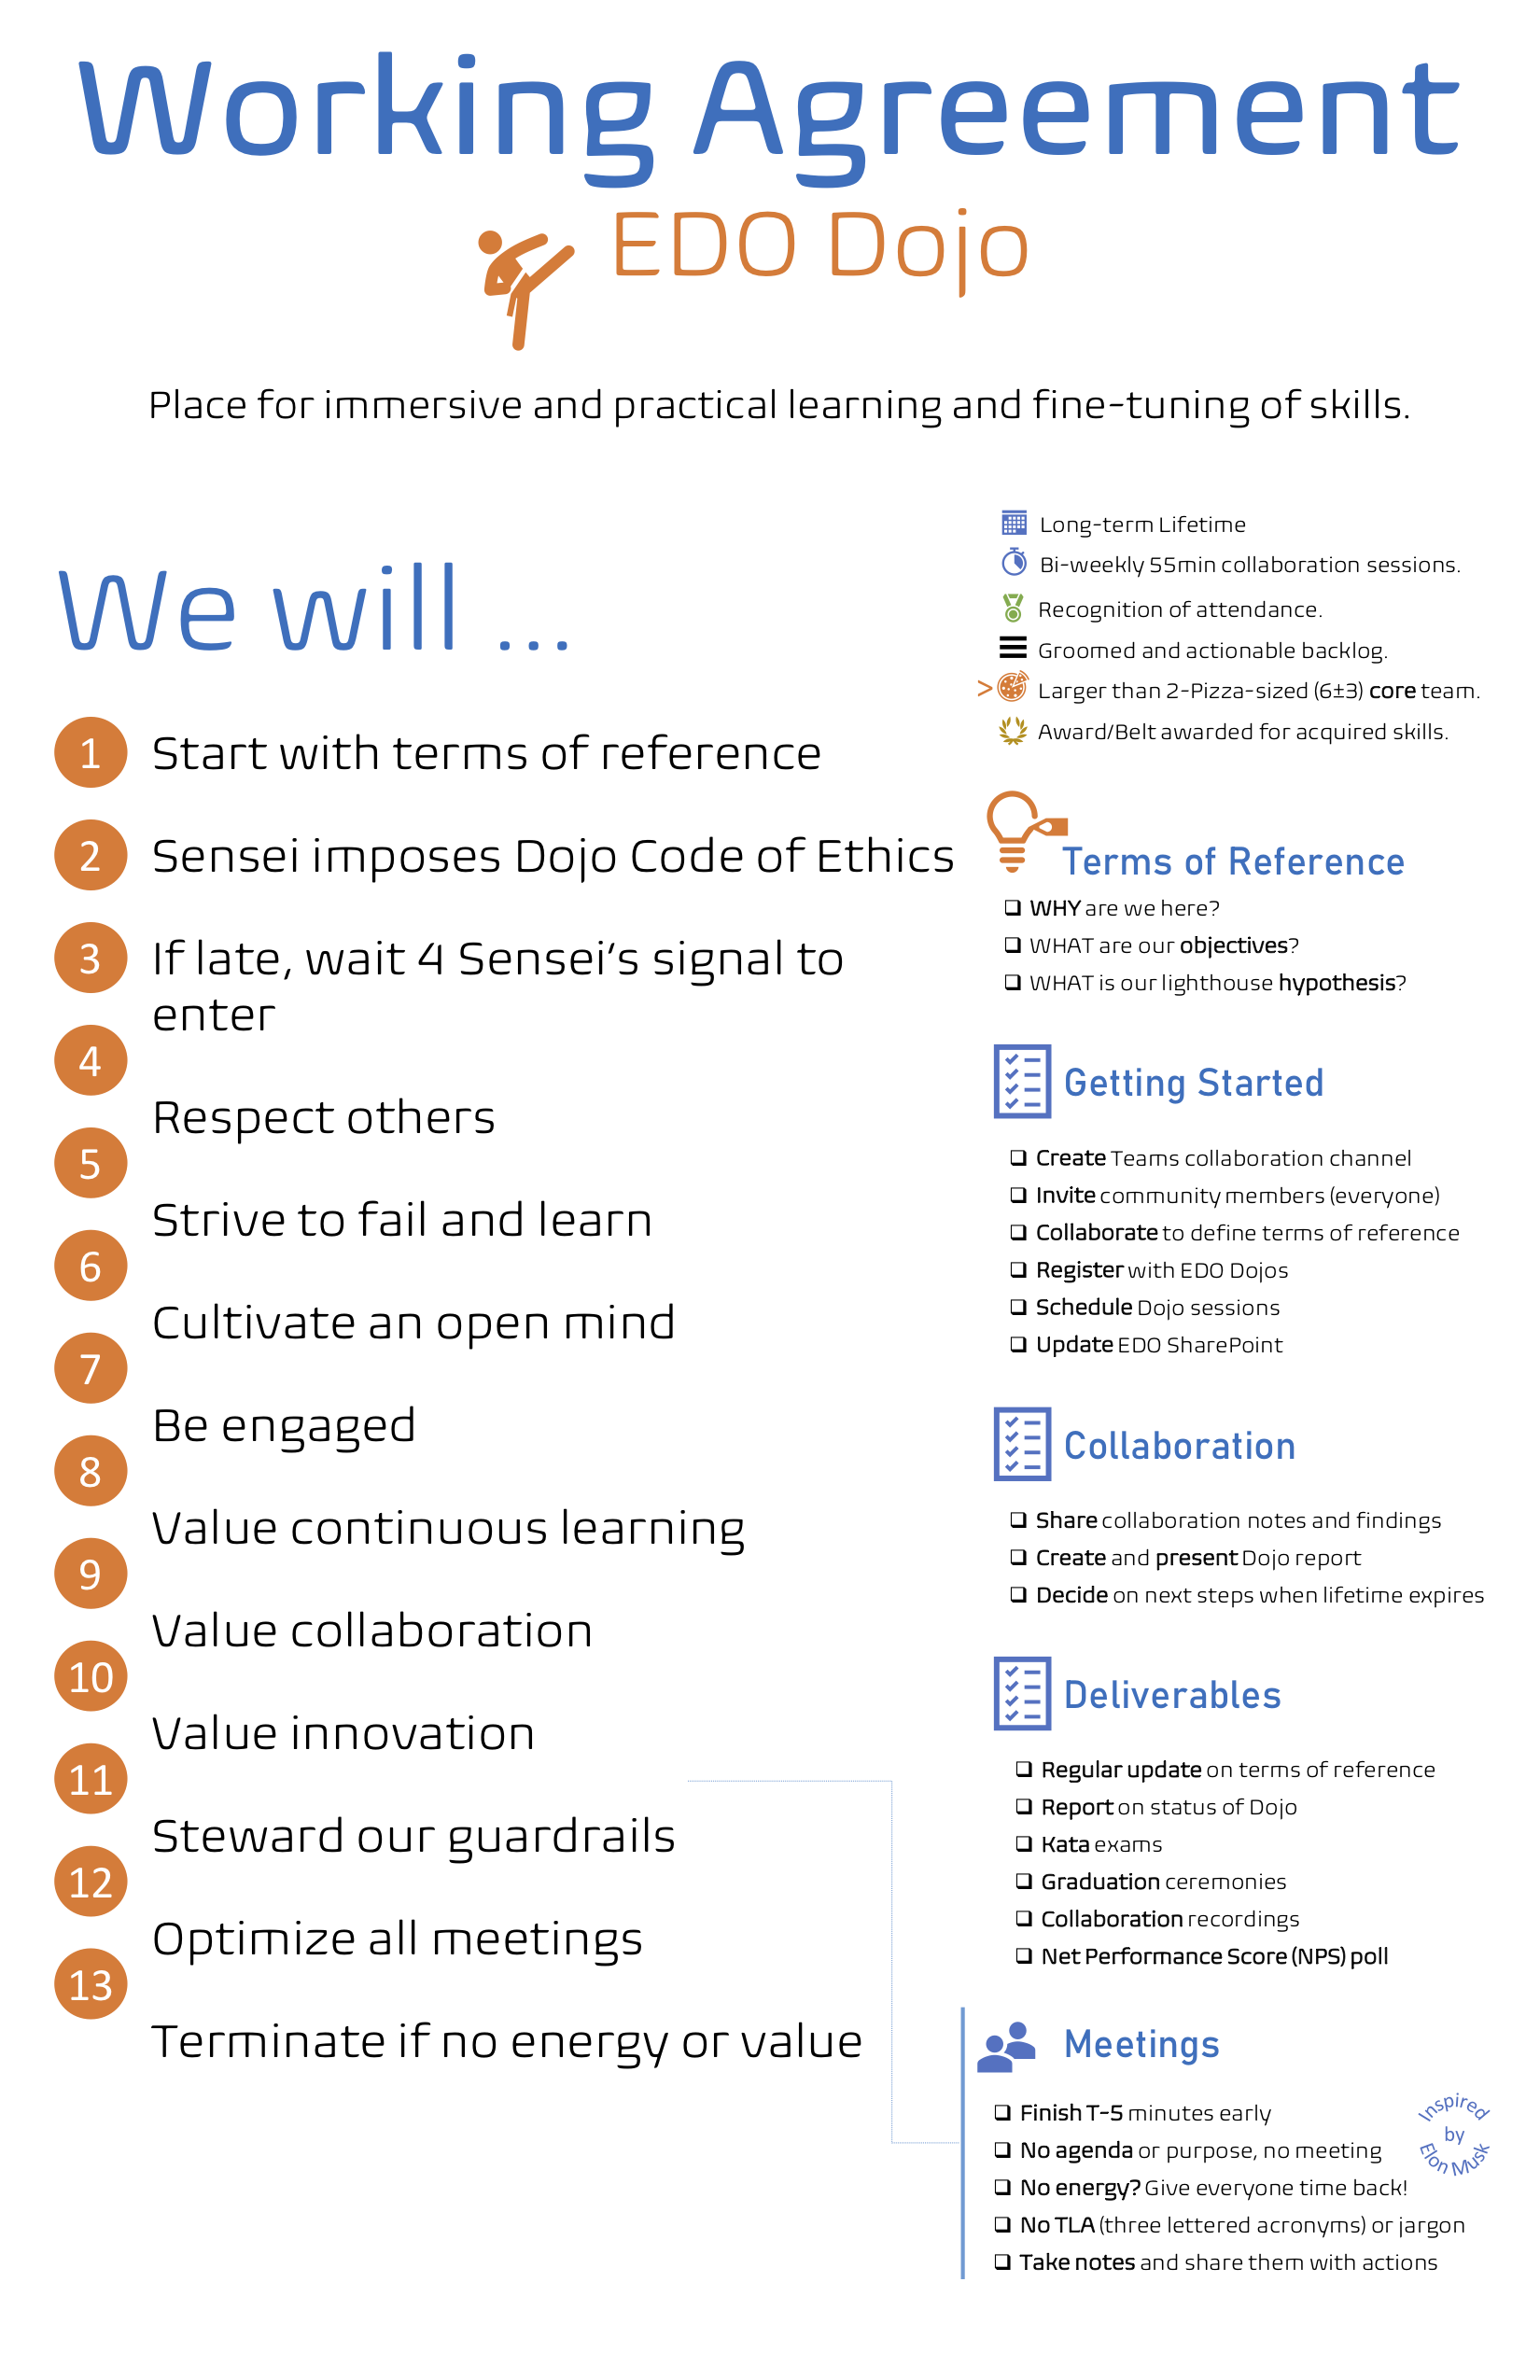 Working Agreement
EDO Dojo
Place for immersive and practical learning and fine-tuning of skills.
We will ...
1 Start with terms of reference
2 Sensei imposes Dojo Code of Ethics
3 If late, wait 4 Sensei's signal to
enter
4
Respect others
5
Strive to fail and learn
6
Cultivate an open mind
7
Be engaged
8
Value continuous learning
9
Value collaboration
10
Value innovation
11
Steward our guardrails
12
Optimize all meetings
13
Terminate if no energy or value
Long-term Lifetime
Bi-weekly 55min collaboration sessions.
Recognition of attendance.
Groomed and actionable backlog.
> Larger than 2-Pizza-sized (6±3) core team.
Award/Belt awarded for acquired skills.
Terms of Reference
❑ WHY are we here?
❑ WHAT are our objectives?
❑ WHAT is our lighthouse hypothesis?
Getting Started
❑ Create Teams collaboration channel
❑ Invite community members (everyone)
❑ Collaborate to define terms of reference
❑ Register with EDO Dojos
❑ Schedule Dojo sessions
❑ Update EDO SharePoint
Collaboration
❑ Share collaboration notes and findings
❑ Create and present Dojo report
❑ Decide on next steps when lifetime expires
Deliverables
❑ Regular update on terms of reference
❑ Report on status of Dojo
❑ Kata exams
❑ Graduation ceremonies
❑ Collaboration recordings
❑ Net Performance Score (NPS) poll
Meetings
❑ Finish T-5 minutes early
❑ No agenda or purpose, no meeting
❑ No energy? Give everyone time back!
❑ No TLA (three lettered acronyms) or jargon
❑ Take notes and share them with actions
Inspired
by
Elon Musk